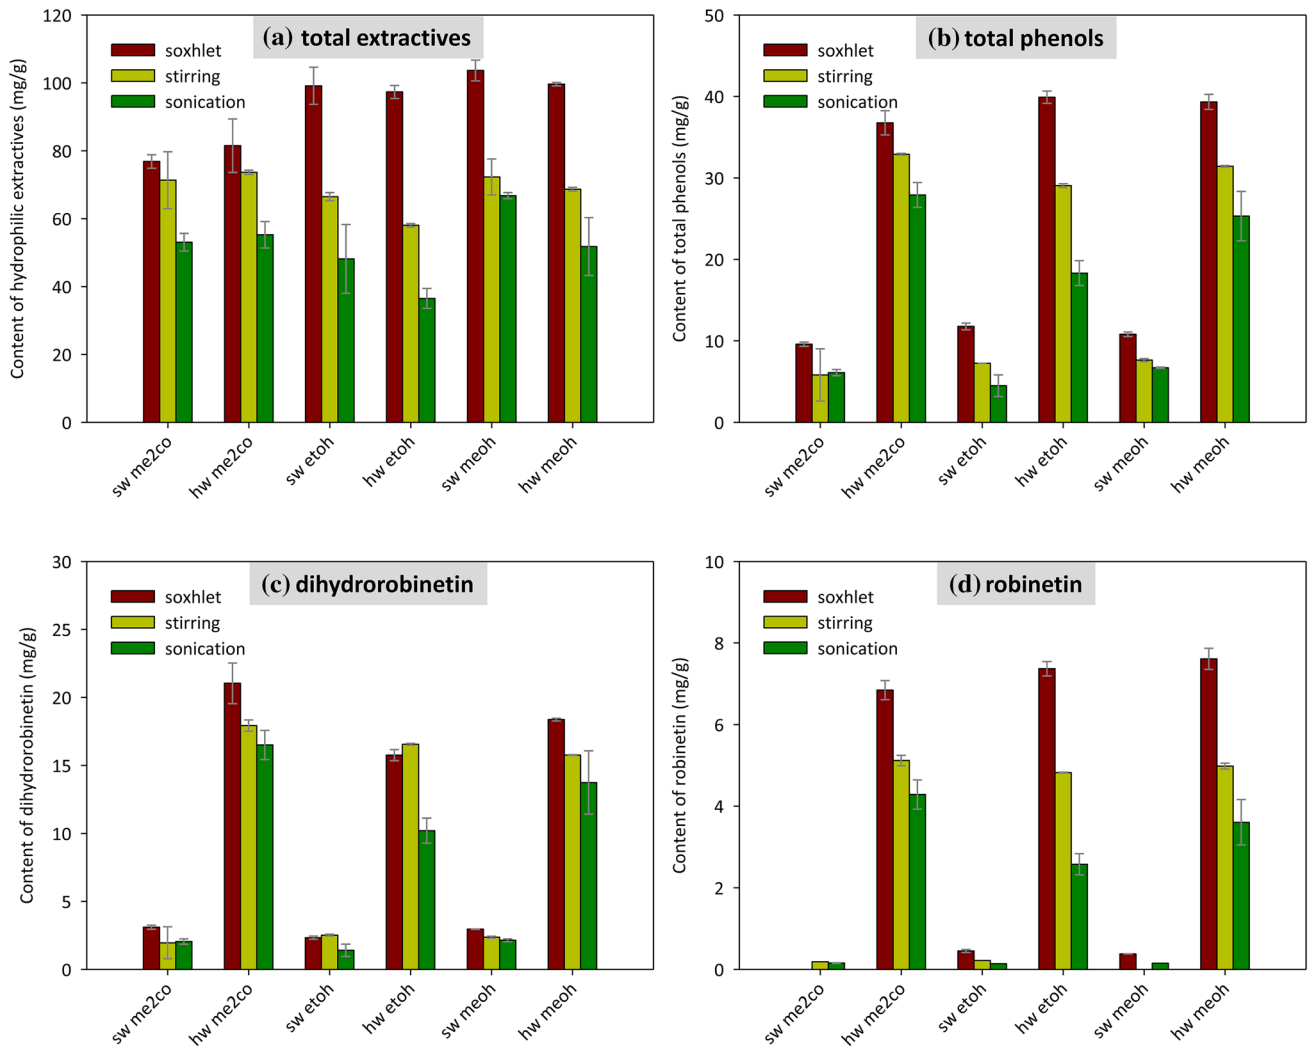 (a) total extractives
soxhlet
stirring
sonication
Content of hydrophilic extractives (mg/g)
120
100
80
60
40
20
0
sw me2co
hw me2co
sw etoh
hw etoh
sw meoh
hw meoh
(b) total phenols
soxhlet
stirring
sonication
Content of total phenols (mg/g)
50
40
30
20
10
0
sw me2co
hw me2co
sw etoh
hw etoh
sw meoh
hw meoh
(c) dihydrorobinetin
soxhlet
stirring
sonication
Content of dihydrorobinetin (mg/g)
30
25
20
15
10
5
0
sw me2co
hw me2co
sw etoh
hw etoh
sw meoh
hw meoh
(d) robinetin
soxhlet
stirring
sonication
Content of robinetin (mg/g)
10
8
6
4
2
0
sw me2co
hw me2co
sw etoh
hw etoh
sw meoh
hw meoh